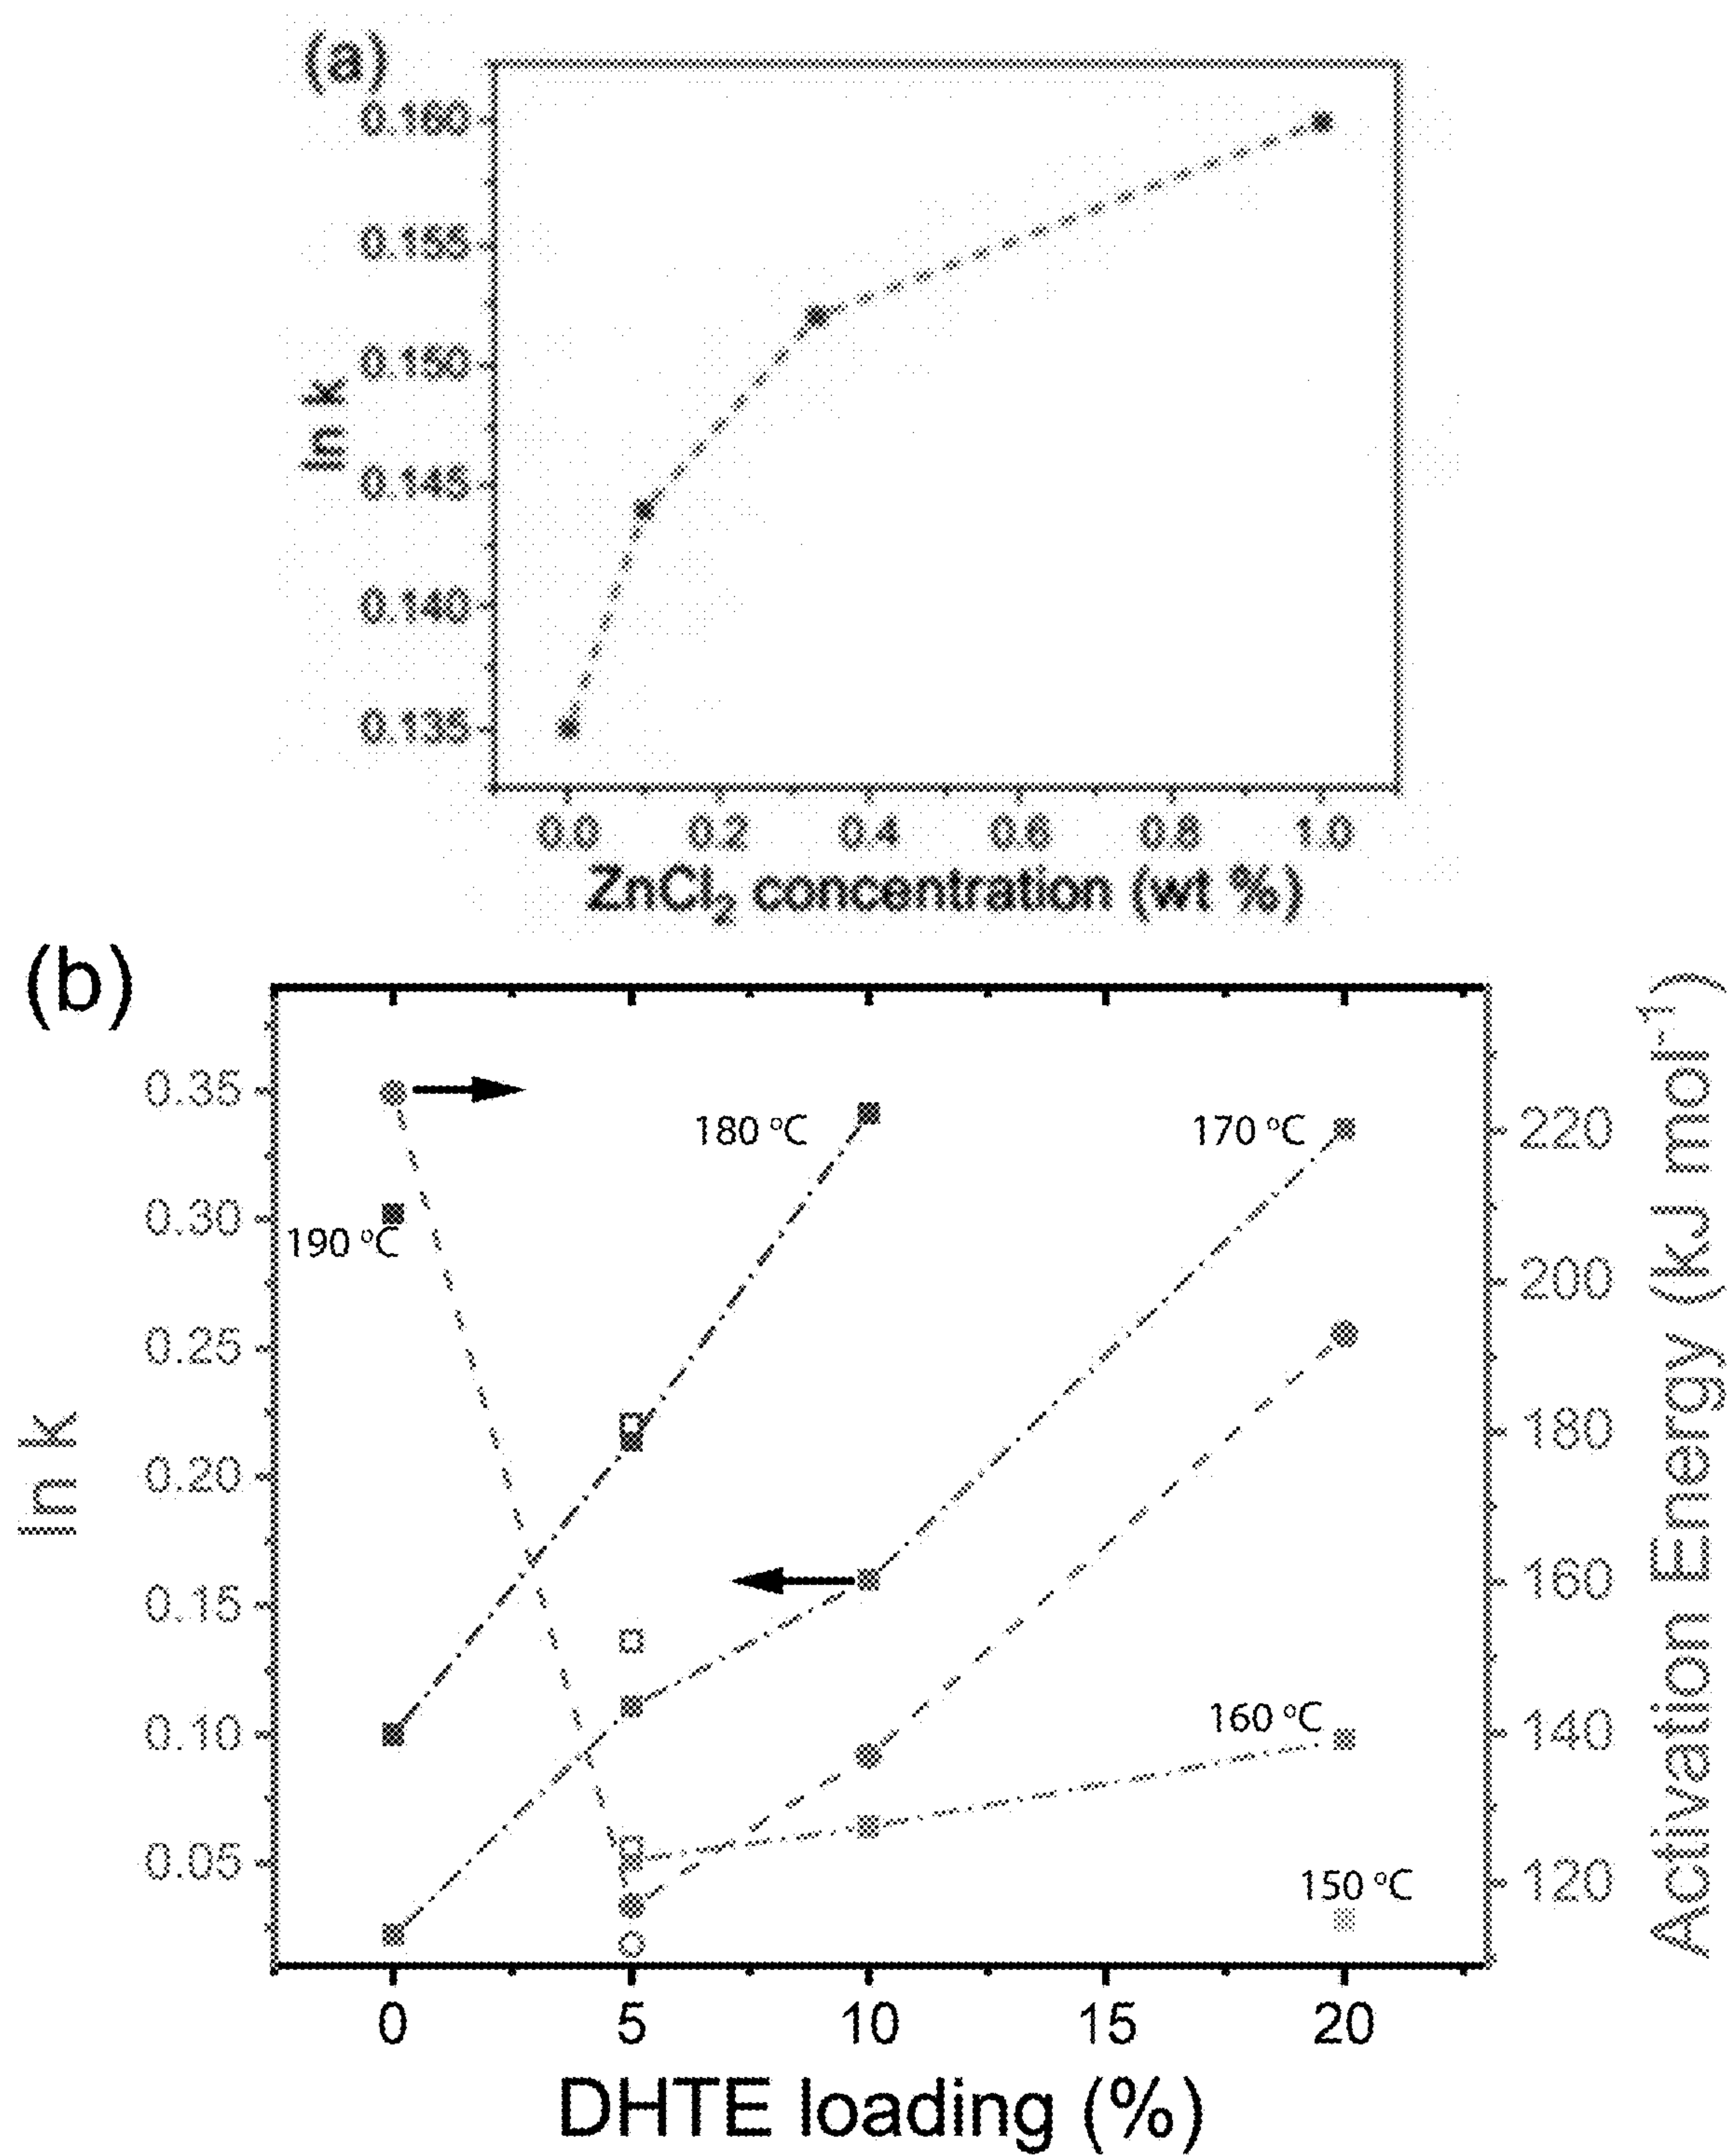 (a)
0.160
0.155
0.150
0.145
0.140
0.135
ln k
0.0 0.2 0.4 0.6 0.8 1.0
ZnCl₂ concentration (wt %)
(b)
0.35
0.30
0.25
0.20
0.15
0.10
0.05
ln k
180 °C
170 °C
190 °C
160 °C
150 °C
220
200
180
160
140
120
Activation Energy (kJ mol⁻¹)
0 5 10 15 20
DHTE loading (%)